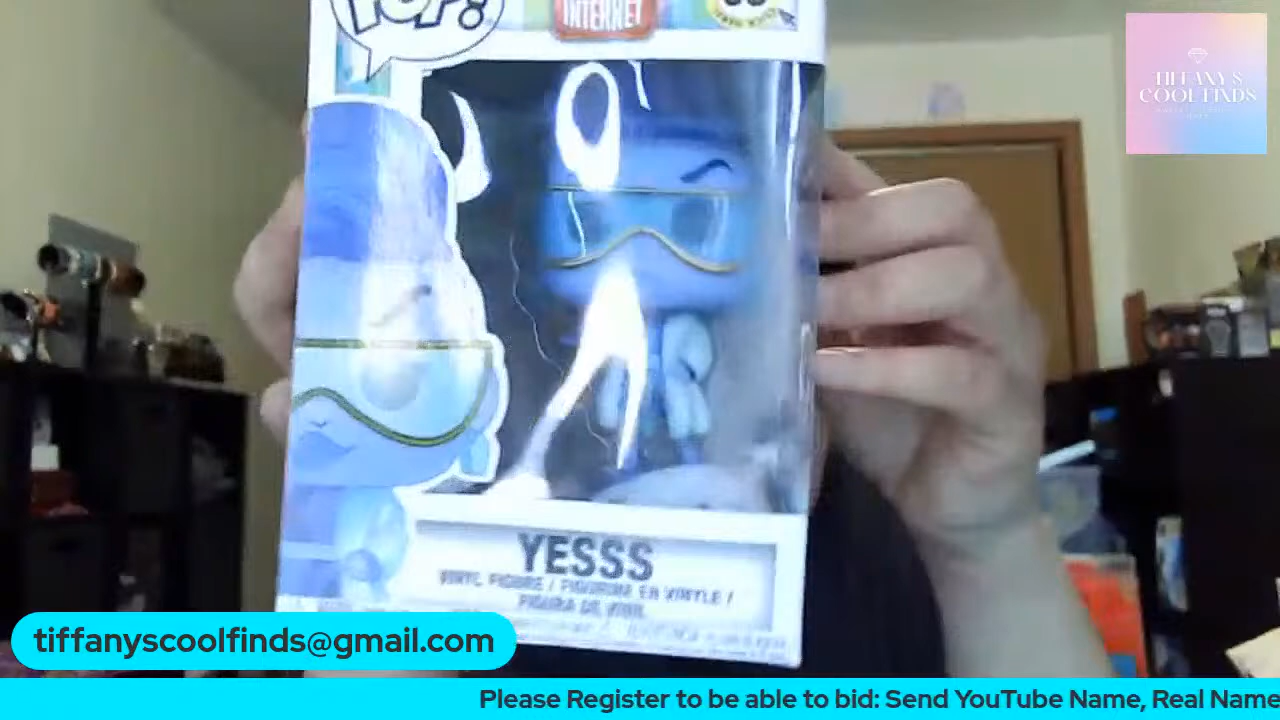 POP!
INTERNET
TIFFANY'S
COOL FINDS
YESSS
VINYL FIGURE / FIGURINE EN VINYLE /
FIGURA DE VINIL
tiffanyscoolfinds@gmail.com
Please Register to be able to bid: Send YouTube Name, Real Name